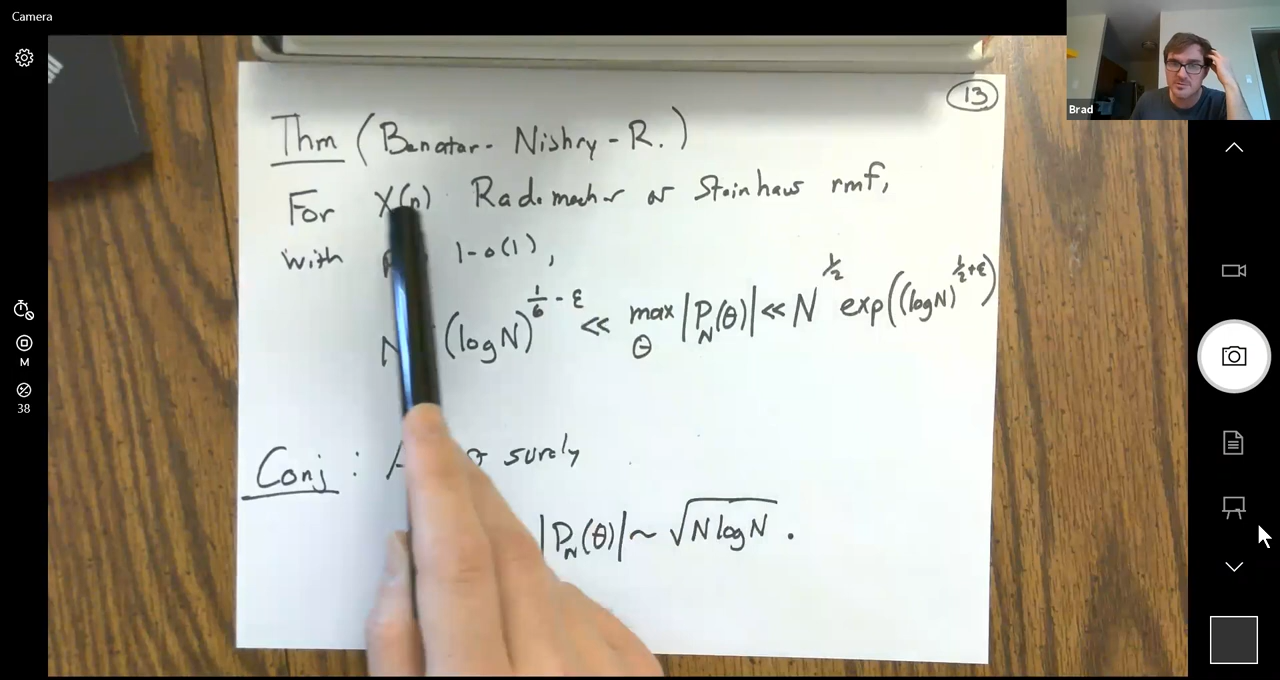 Camera
Brad
13
Thm (Benatar - Nishry - R.)
For X(n) Rademacher or Steinhaus rmf,
with 1-o(1),
N (log N)^{1/6 - ε} << max_θ |P_N(θ)| << N^{1/2} exp((log N)^{1/2+ε})
Conj : surely
|P_N(θ)| ~ √(N log N) .
M
38